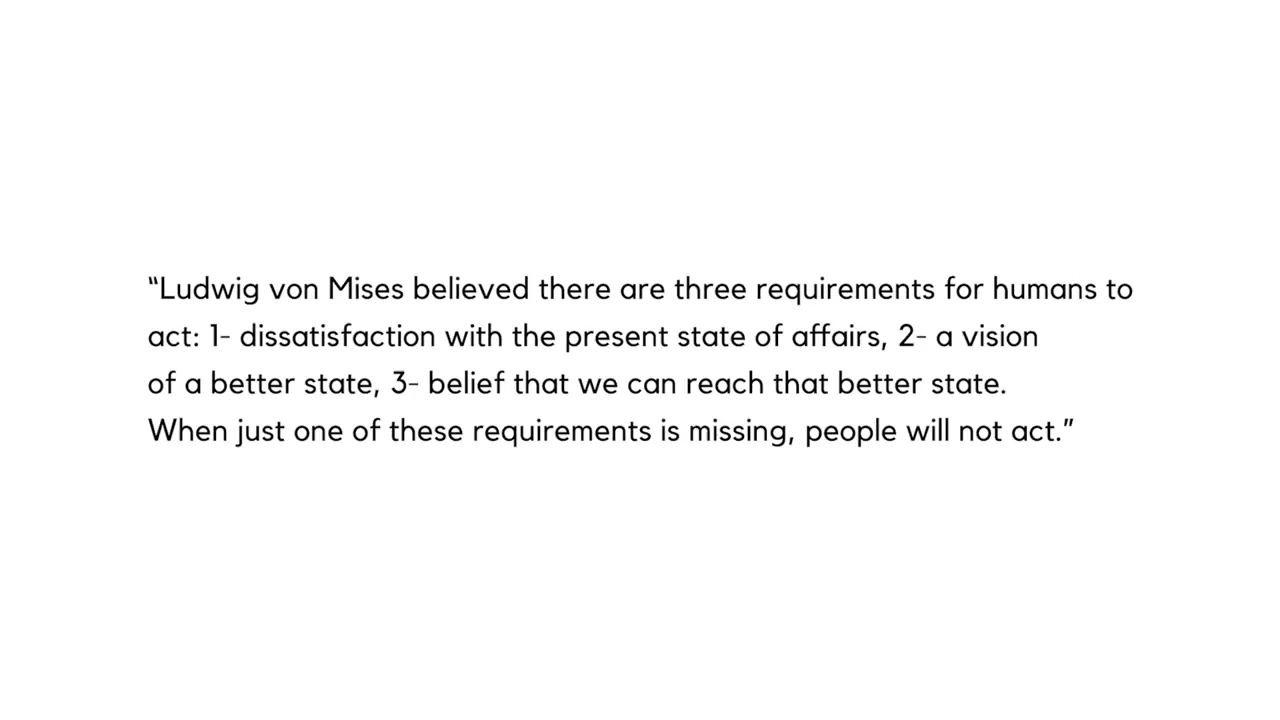 “Ludwig von Mises believed there are three requirements for humans to
act: 1- dissatisfaction with the present state of affairs, 2- a vision
of a better state, 3- belief that we can reach that better state.
When just one of these requirements is missing, people will not act.”